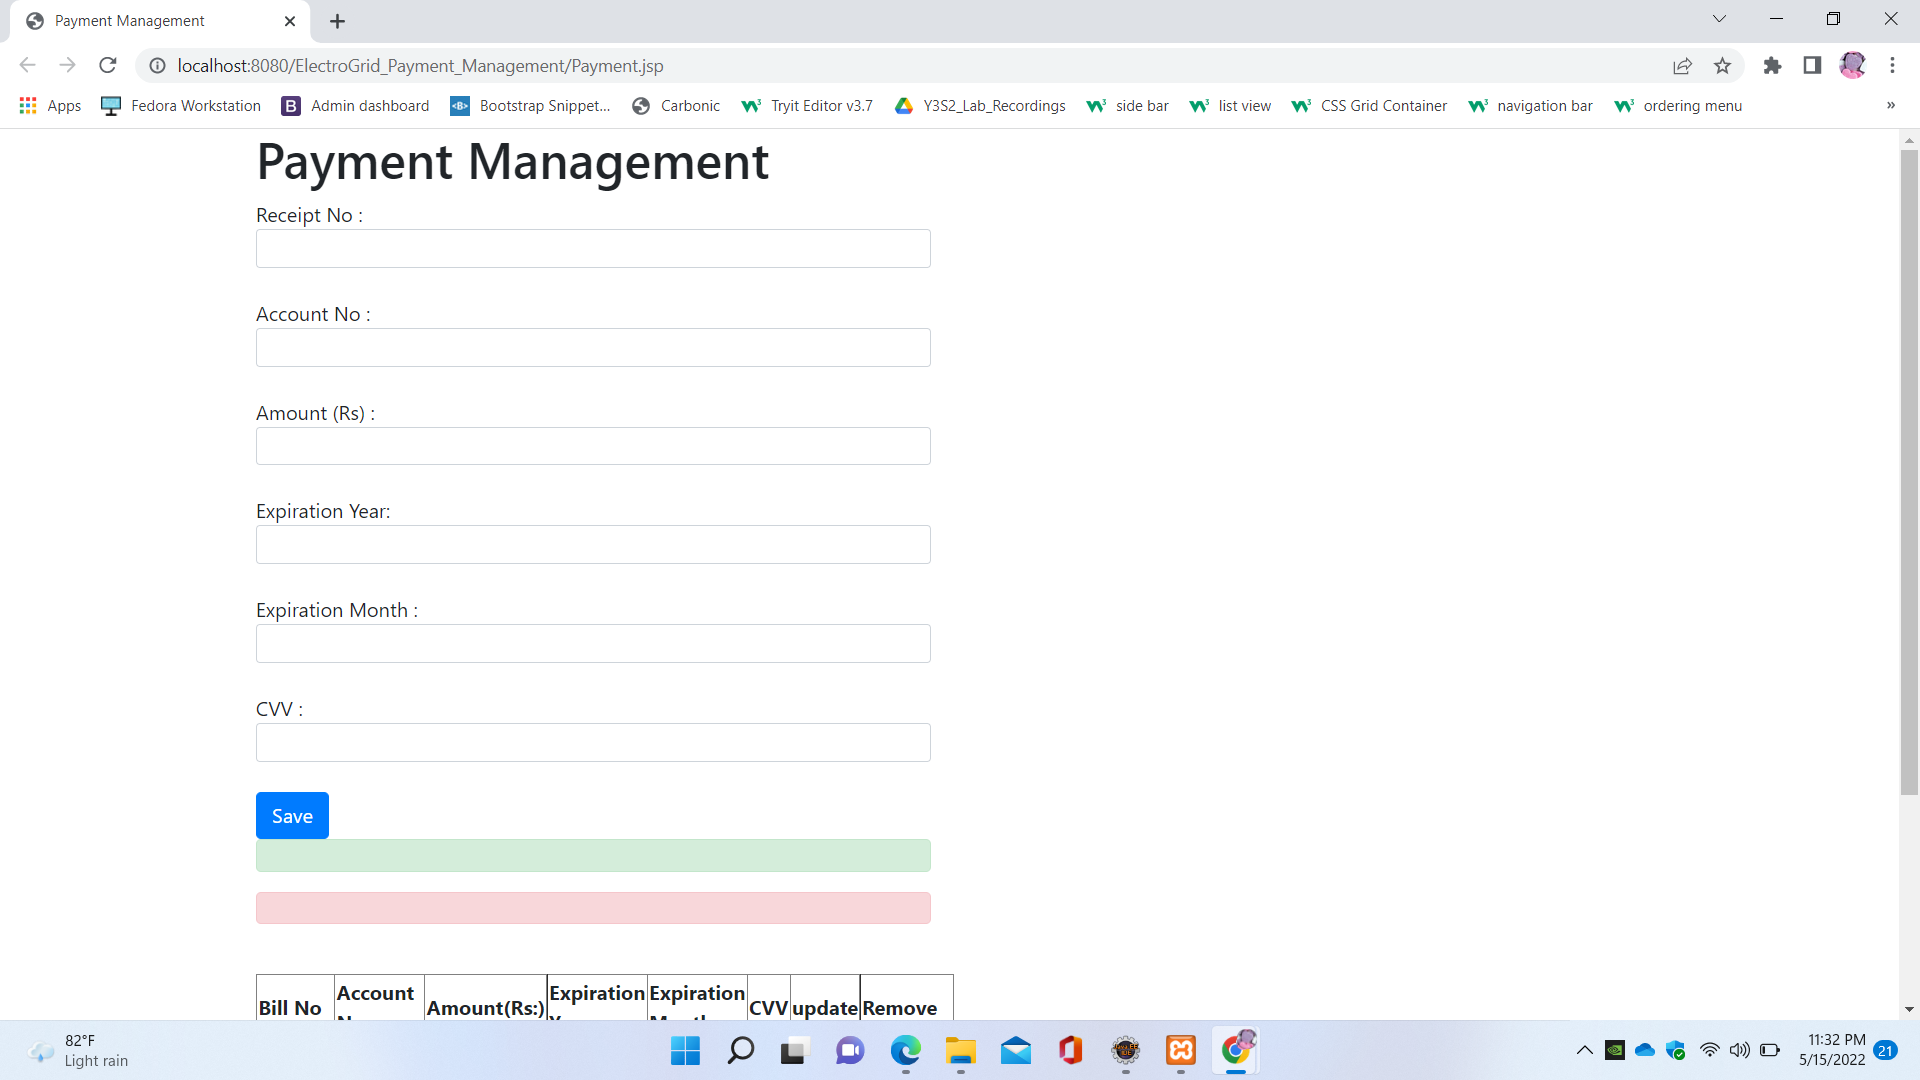 Payment Management
localhost:8080/ElectroGrid_Payment_Management/Payment.jsp
Apps Fedora Workstation B Admin dashboard <B> Bootstrap Snippet... Carbonic Tryit Editor v3.7 Y3S2_Lab_Recordings side bar list view CSS Grid Container navigation bar ordering menu »
Payment Management
Receipt No :
Account No :
Amount (Rs) :
Expiration Year:
Expiration Month :
CVV :
Save
Bill No Account Amount(Rs:) Expiration Expiration CVV update Remove
82°F
Light rain
11:32 PM
5/15/2022
21